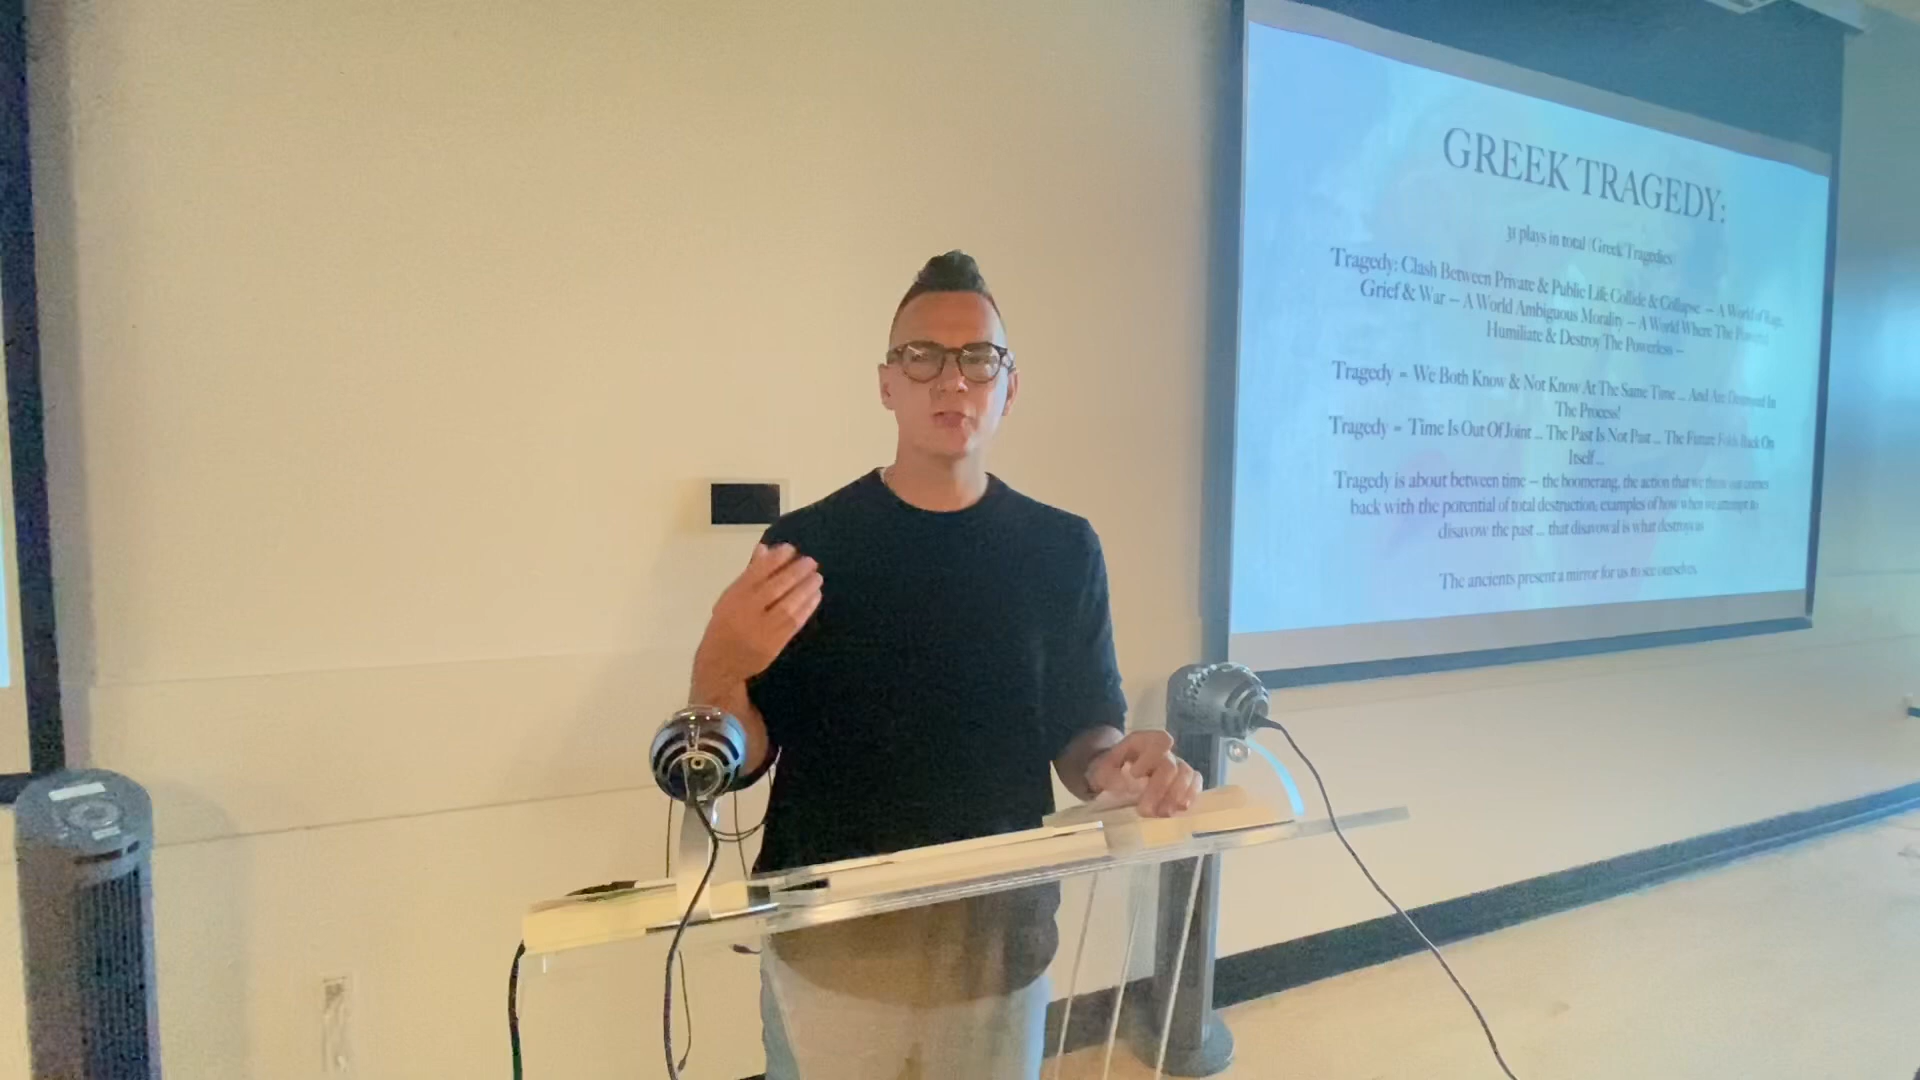 GREEK TRAGEDY:
31 plays in total (Greek Tragedies)
Tragedy: Clash Between Private & Public Life Collide & Collapse — A World of Rage,
Grief & War — A World Ambiguous Morality — A World Where The Powerful
Humiliate & Destroy The Powerless —
Tragedy = We Both Know & Not Know At The Same Time ... And Are Destroyed In
The Process!
Tragedy = Time Is Out Of Joint ... The Past Is Not Past ... The Future Folds Back On
Itself ...
Tragedy is about between time — the boomerang, the action that we throw out comes
back with the potential of total destruction, examples of how when we attempt to
disavow the past ... that disavowal is what destroys us
The ancients present a mirror for us to see ourselves.